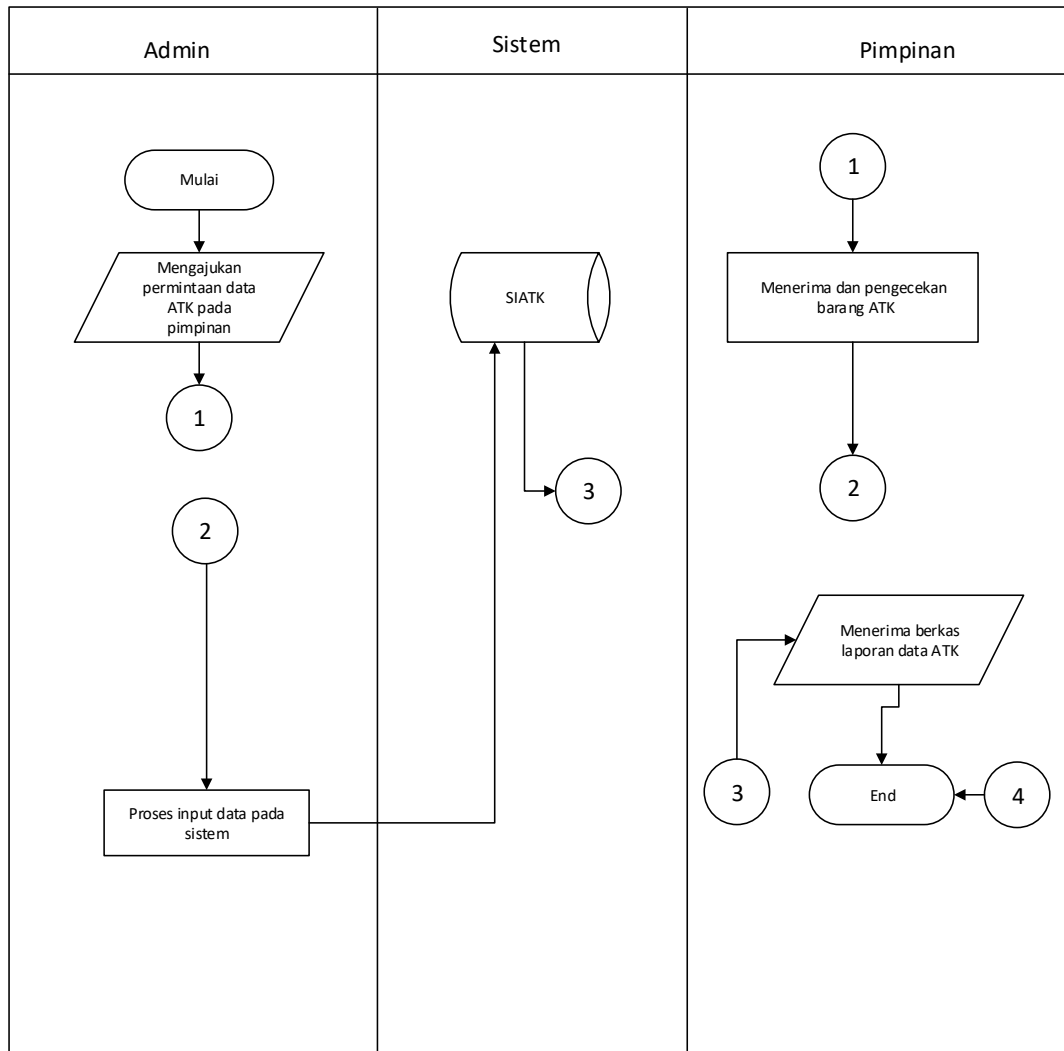 Admin
Sistem
Pimpinan
Mulai
Mengajukan
permintaan data
ATK pada
pimpinan
1
2
Proses input data pada
sistem
SIATK
3
1
Menerima dan pengecekan
barang ATK
2
Menerima berkas
laporan data ATK
3
End
4